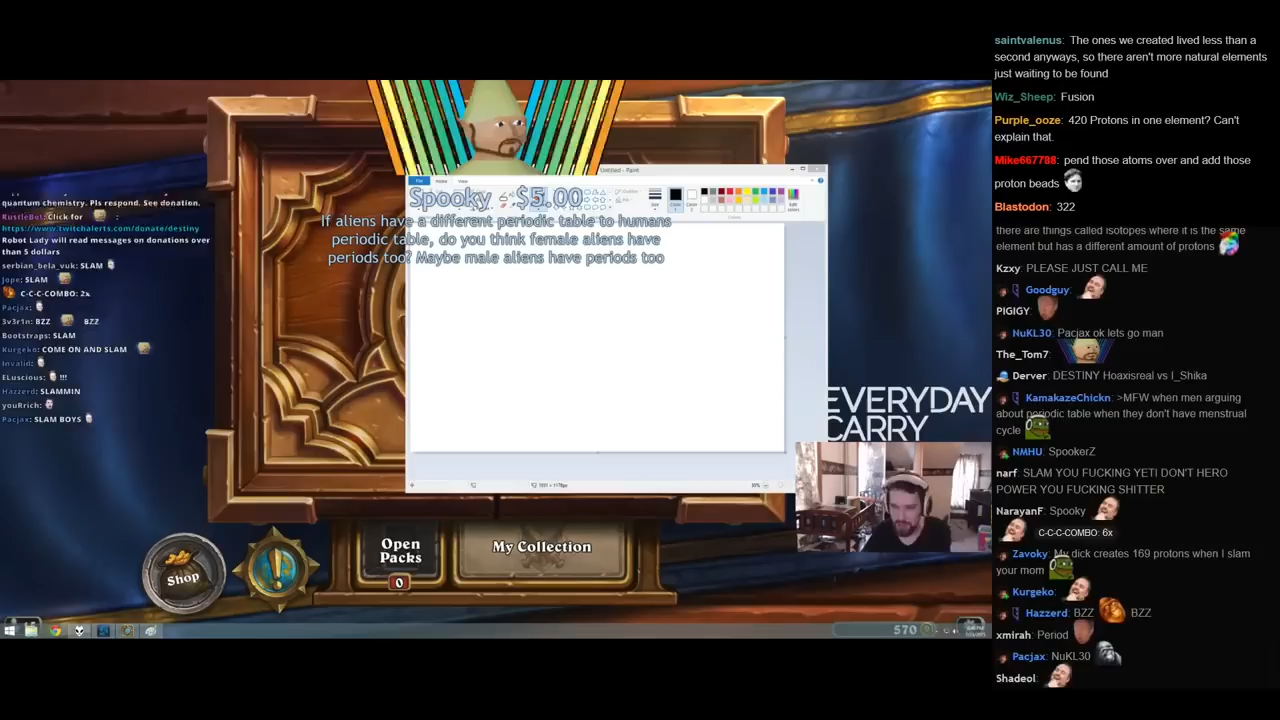 Spooky $5.00
If aliens have a different periodic table to humans
periodic table, do you think female aliens have
periods too? Maybe male aliens have periods too
Untitled - Paint
File Home View
quantum chemistry. Pls respond. See donation.
RustleBot: Click for :
https://www.twitchalerts.com/donate/destiny
Robot Lady will read messages on donations over
than 5 dollars
serbian_bela_vuk: SLAM
Jope: SLAM
C-C-C-COMBO: 2x
Pacjax:
3v3r1n: BZZ BZZ
Bootstraps: SLAM
Kurgeko: COME ON AND SLAM
Invalid:
ELuscious: !!!
Hazzerd: SLAMMIN
youRrich:
Pacjax: SLAM BOYS
EVERYDAY
CARRY
Shop
Open
Packs
0
My Collection
570
saintvalenus: The ones we created lived less than a
second anyways, so there aren't more natural elements
just waiting to be found
Wiz_Sheep: Fusion
Purple_ooze: 420 Protons in one element? Can't
explain that.
Mike667788: pend those atoms over and add those
proton beads
Blastodon: 322
there are things called isotopes where it is the same
element but has a different amount of protons
Kzxy: PLEASE JUST CALL ME
Goodguy:
PIGIGY:
NuKL30: Pacjax ok lets go man
The_Tom7:
Derver: DESTINY Hoaxisreal vs I_Shika
KamakazeChickn: >MFW when men arguing
about periodic table when they don't have menstrual
cycle
NMHU: SpookerZ
narf: SLAM YOU FUCKING YETI DON'T HERO
POWER YOU FUCKING SHITTER
NarayanF: Spooky
C-C-C-COMBO: 6x
Zavoky: My dick creates 169 protons when I slam
your mom
Kurgeko:
Hazzerd: BZZ BZZ
xmirah: Period
Pacjax: NuKL30
Shadeol: